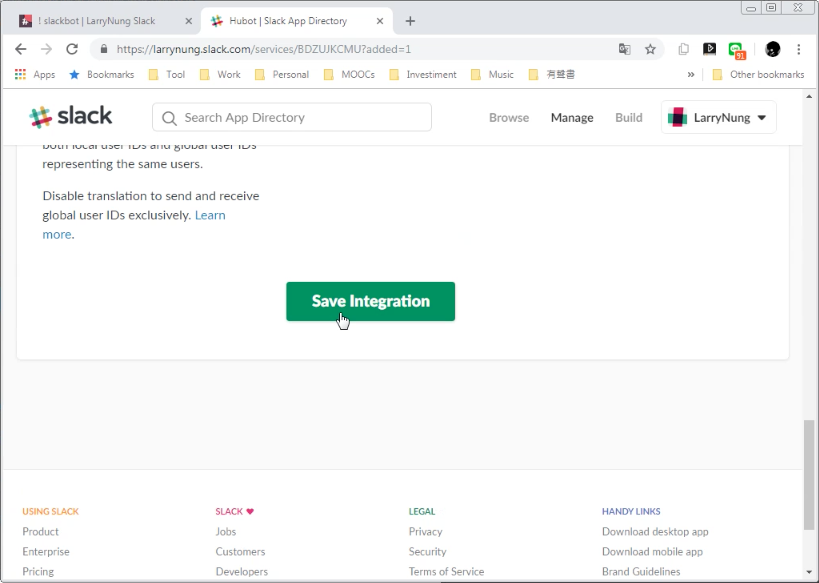 ! slackbot | LarryNung Slack
Hubot | Slack App Directory
https://larrynung.slack.com/services/BDZUJKCMU?added=1
91
Apps Bookmarks Tool Work Personal MOOCs Investiment Music 有聲書 » Other bookmarks
slack Search App Directory Browse Manage Build LarryNung
both local user IDs and global user IDs
representing the same users.
Disable translation to send and receive
global user IDs exclusively. Learn
more.
Save Integration
USING SLACK SLACK LEGAL HANDY LINKS
Product Jobs Privacy Download desktop app
Enterprise Customers Security Download mobile app
Pricing Developers Terms of Service Brand Guidelines